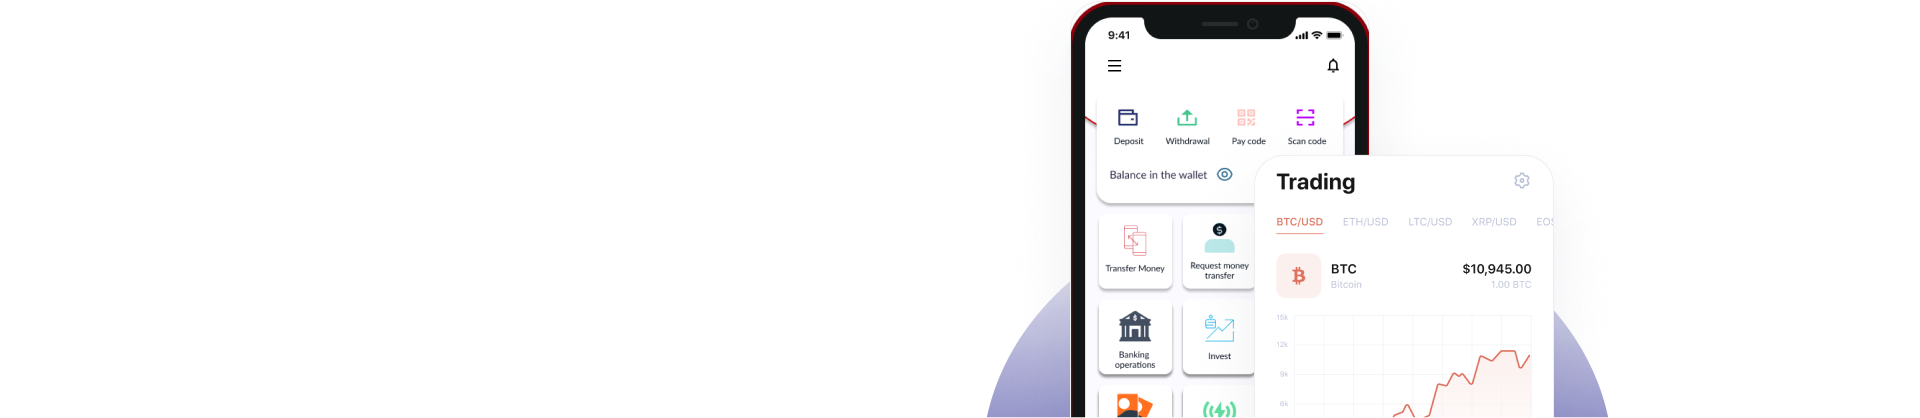 9:41
Deposit
Withdrawal
Pay code
Scan code
Balance in the wallet
Transfer Money
Request money
transfer
Banking
operations
Invest
Trading
BTC/USD ETH/USD LTC/USD XRP/USD EOS
BTC
$10,945.00
Bitcoin
1.00 BTC
15k
12k
9k
6k